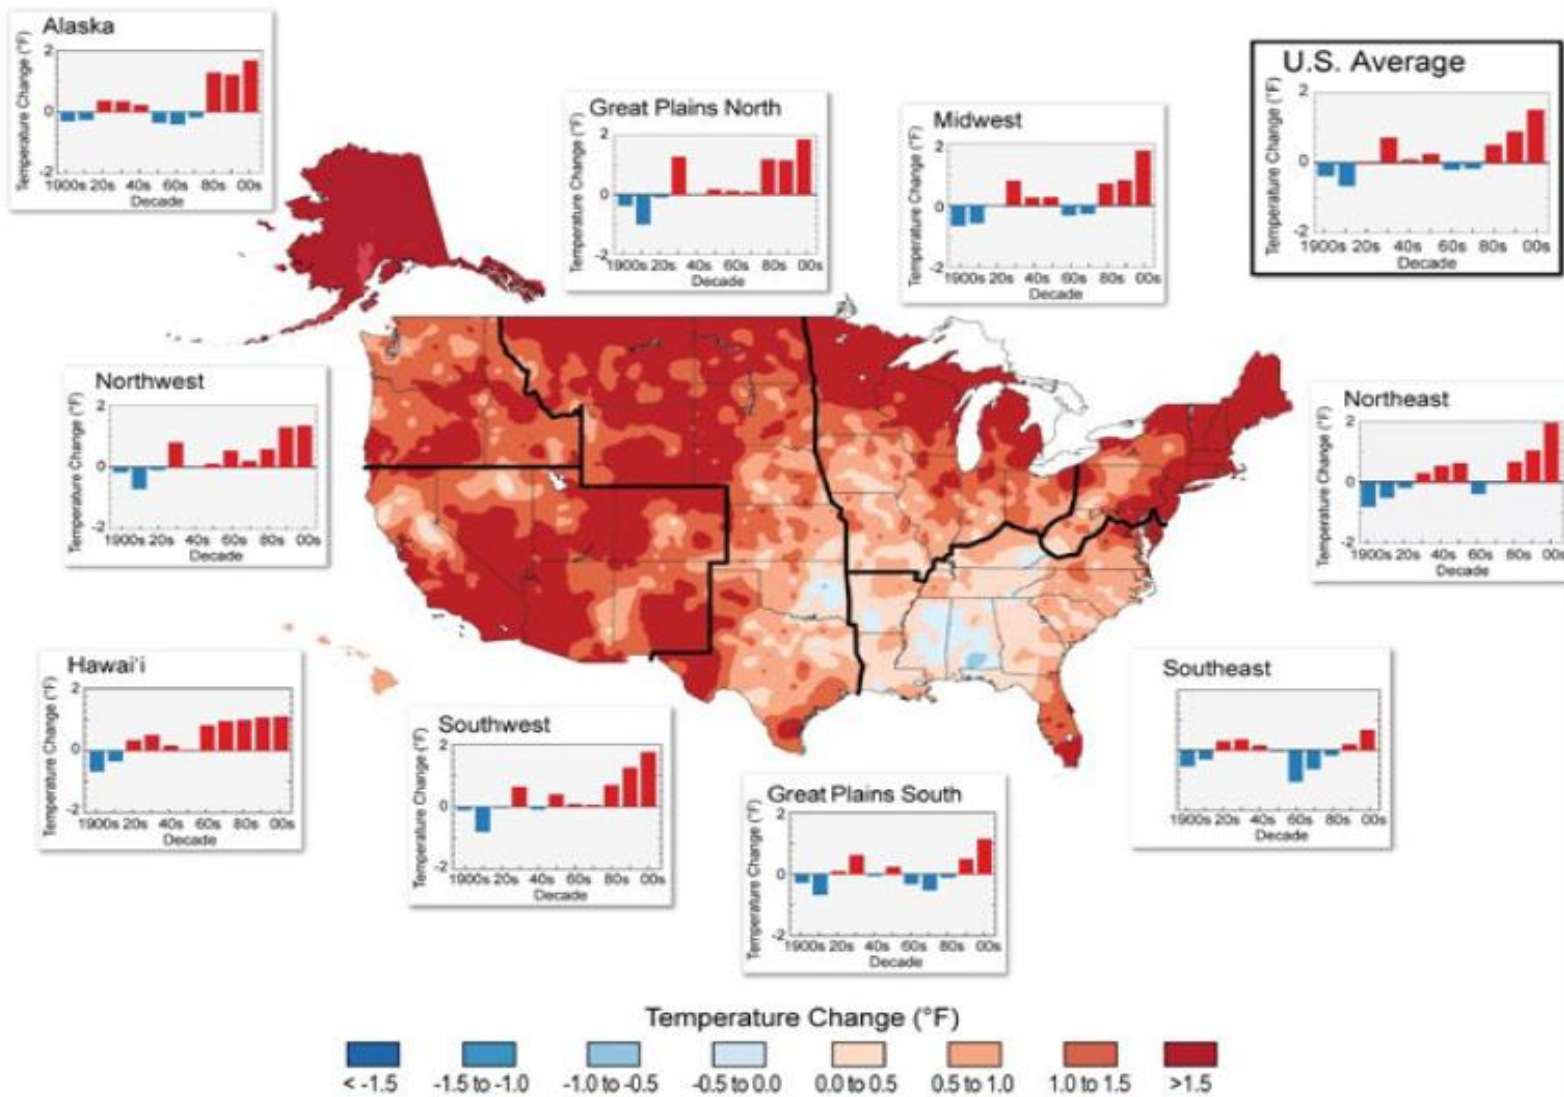 Alaska
Temperature Change (°F)
2
0
-2
1900s 20s 40s 60s 80s 00s
Decade
Great Plains North
Temperature Change (°F)
2
0
-2
1900s 20s 40s 60s 80s 00s
Decade
Midwest
Temperature Change (°F)
2
0
-2
1900s 20s 40s 60s 80s 00s
Decade
U.S. Average
Temperature Change (°F)
2
0
-2
1900s 20s 40s 60s 80s 00s
Decade
Northwest
Temperature Change (°F)
2
0
-2
1900s 20s 40s 60s 80s 00s
Decade
Northeast
Temperature Change (°F)
2
0
-2
1900s 20s 40s 60s 80s 00s
Decade
Hawai'i
Temperature Change (°F)
2
0
-2
1900s 20s 40s 60s 80s 00s
Decade
Southwest
Temperature Change (°F)
2
0
-2
1900s 20s 40s 60s 80s 00s
Decade
Great Plains South
Temperature Change (°F)
2
0
-2
1900s 20s 40s 60s 80s 00s
Decade
Southeast
1900s 20s 40s 60s 80s 00s
Decade
Temperature Change (°F)
< -1.5 -1.5 to -1.0 -1.0 to -0.5 -0.5 to 0.0 0.0 to 0.5 0.5 to 1.0 1.0 to 1.5 >1.5